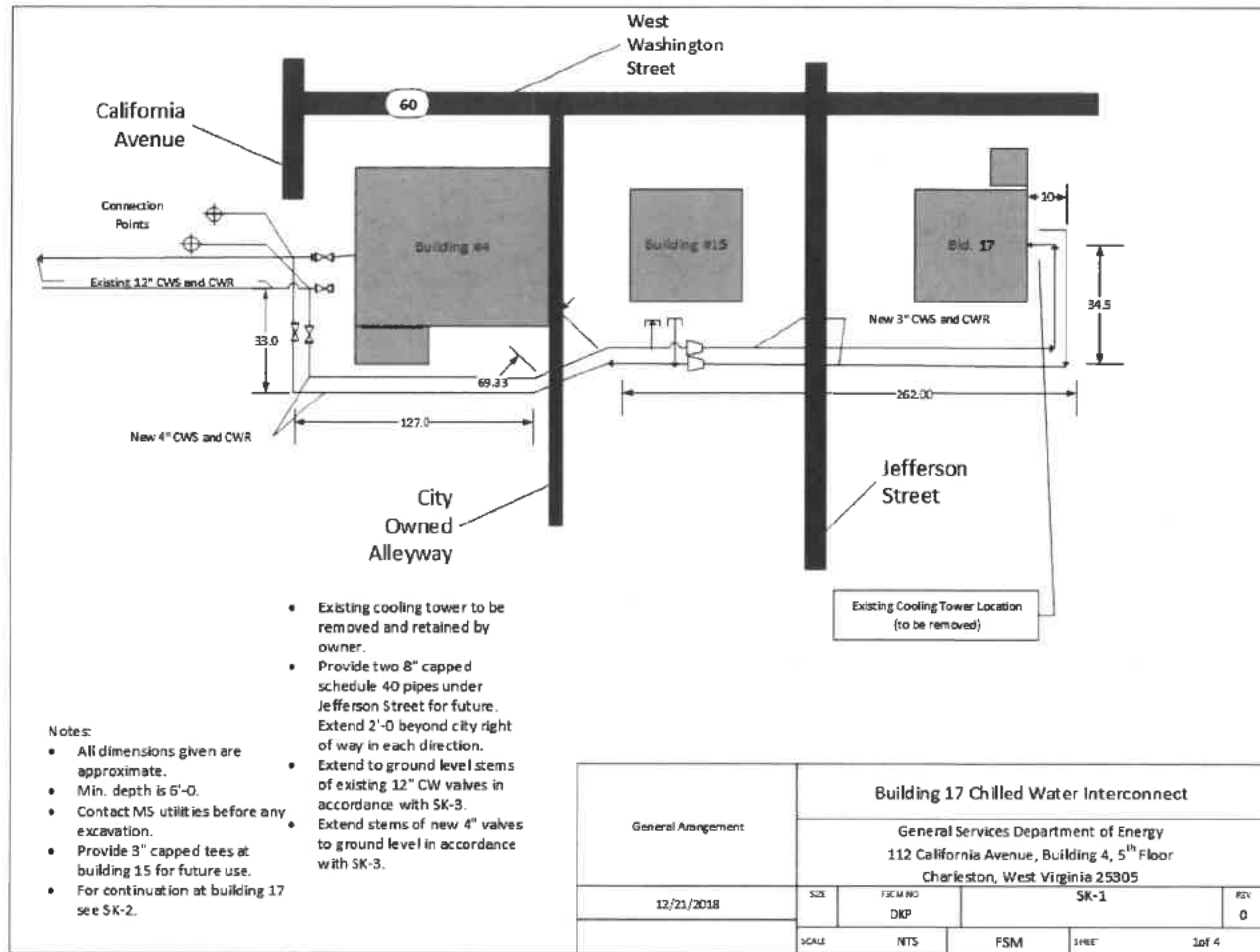 West
Washington
Street
60
California
Avenue
Connection
Points
Building #4
Building #15
Bld. 17
10
Existing 12" CWS and CWR
34.5
New 3" CWS and CWR
33.0
69.33
262.00
127.0
New 4" CWS and CWR
Jefferson
Street
City
Owned
Alleyway
Existing Cooling Tower Location
(to be removed)
• Existing cooling tower to be
removed and retained by
owner.
• Provide two 8" capped
schedule 40 pipes under
Jefferson Street for future.
Extend 2'-0 beyond city right
of way in each direction.
• Extend to ground level stems
of existing 12" CW valves in
accordance with SK-3.
• Extend stems of new 4" valves
to ground level in accordance
with SK-3.
Notes:
• All dimensions given are
approximate.
• Min. depth is 6'-0.
• Contact MS utilities before any
excavation.
• Provide 3" capped tees at
building 15 for future use.
• For continuation at building 17
see SK-2.
General Arangement
Building 17 Chilled Water Interconnect
General Services Department of Energy
112 California Avenue, Building 4, 5th Floor
Charleston, West Virginia 25305
12/21/2018
SIZE
FSCM NO
DKP
SK-1
REV
0
SCALE
NTS
FSM
SHEET
1of 4